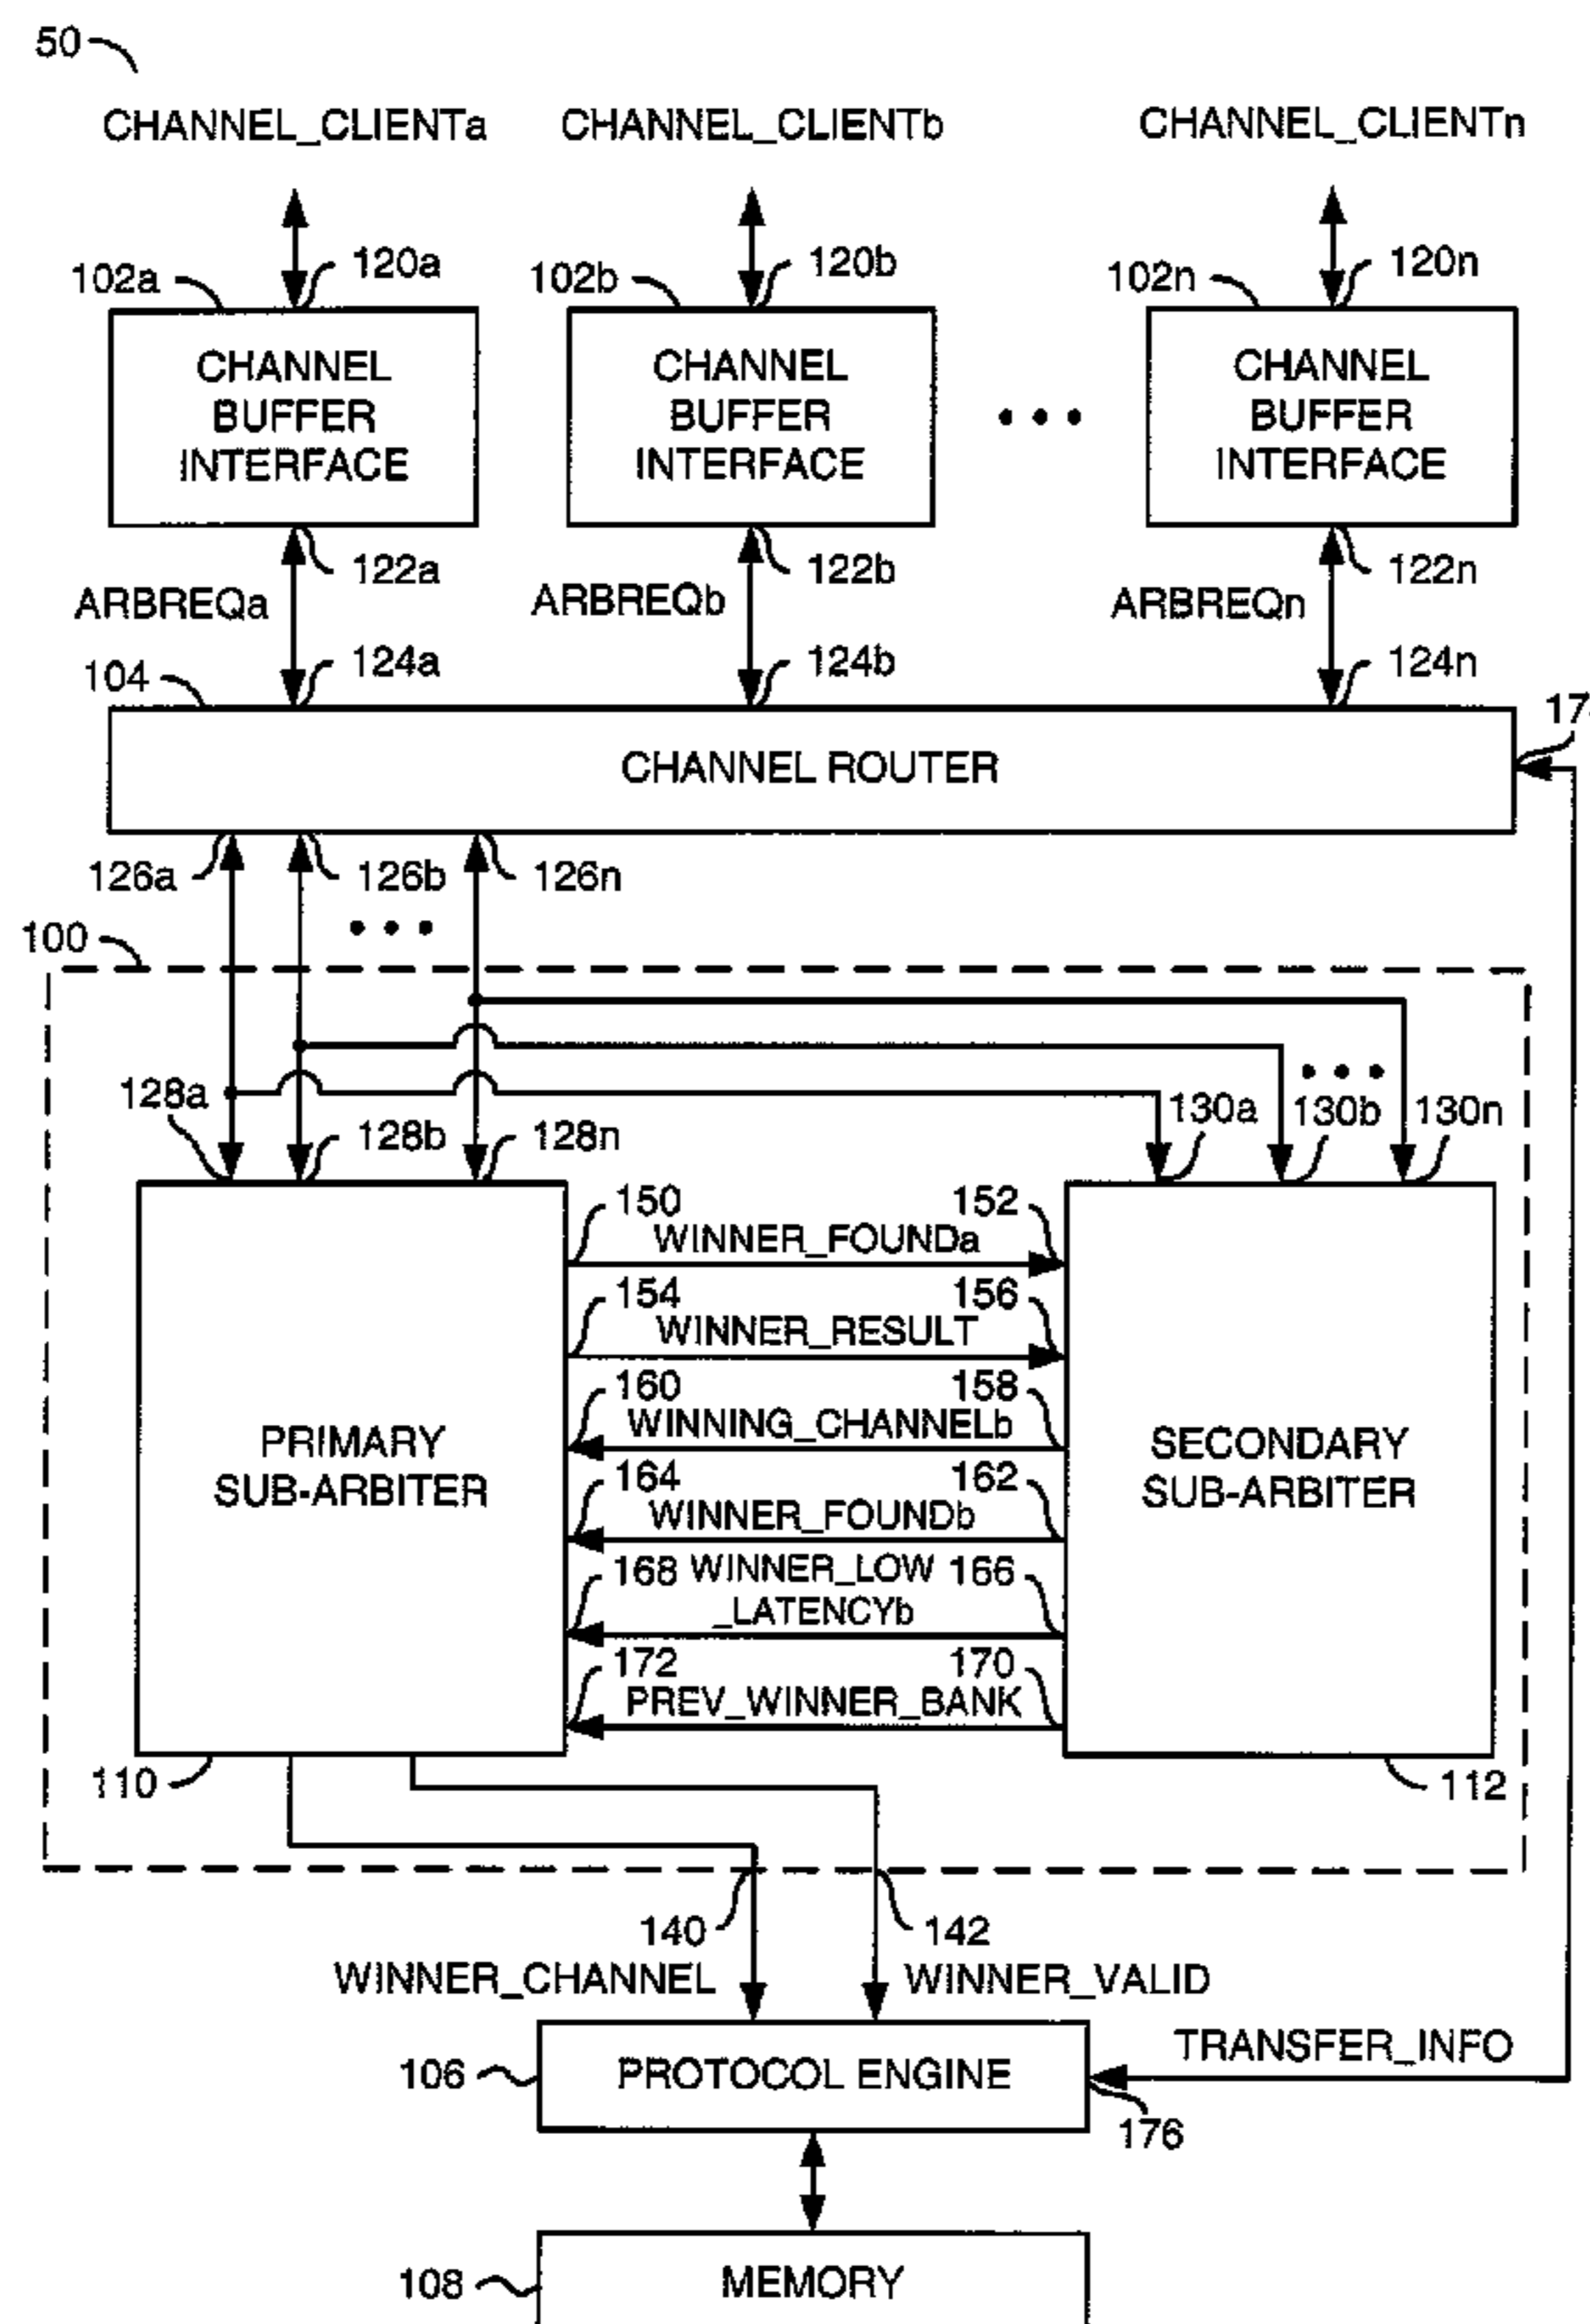 50
CHANNEL_CLIENTa CHANNEL_CLIENTb CHANNEL_CLIENTn
102a 120a 102b 120b 102n 120n
CHANNEL BUFFER INTERFACE
CHANNEL BUFFER INTERFACE
• • •
CHANNEL BUFFER INTERFACE
122a 122b 122n
ARBREQa ARBREQb ARBREQn
104 124a 124b 124n
CHANNEL ROUTER
126a 126b 126n
• • •
100
128a 128b 128n
• • •
130a 130b 130n
150 152
WINNER_FOUNDa
154 156
WINNER_RESULT
160 158
WINNING_CHANNELb
PRIMARY
SUB-ARBITER
SECONDARY
SUB-ARBITER
164 162
WINNER_FOUNDb
168 WINNER_LOW 166
_LATENCYb
172 170
PREV_WINNER_BANK
110 112
140 142
WINNER_CHANNEL WINNER_VALID
106 PROTOCOL ENGINE
TRANSFER_INFO
176
108 MEMORY